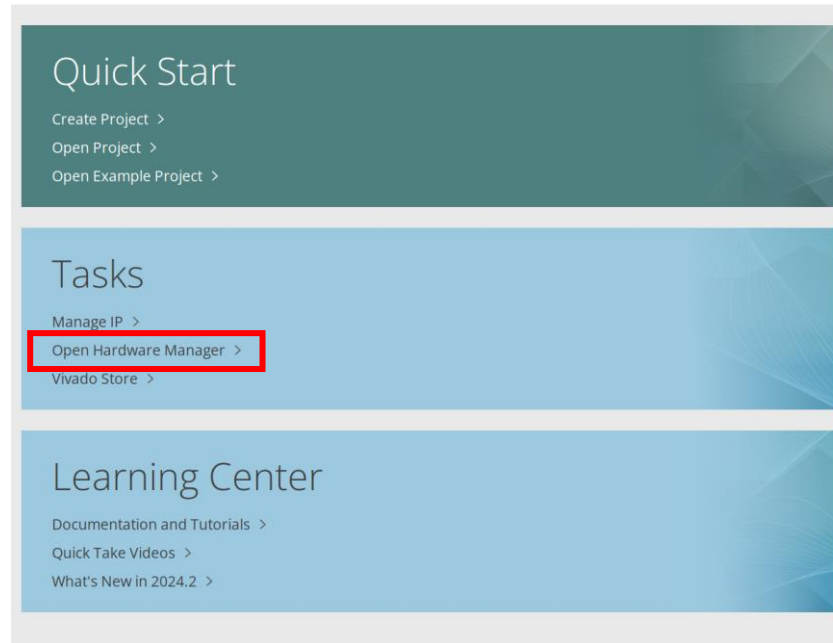 Quick Start
Create Project >
Open Project >
Open Example Project >
Tasks
Manage IP >
Open Hardware Manager >
Vivado Store >
Learning Center
Documentation and Tutorials >
Quick Take Videos >
What's New in 2024.2 >